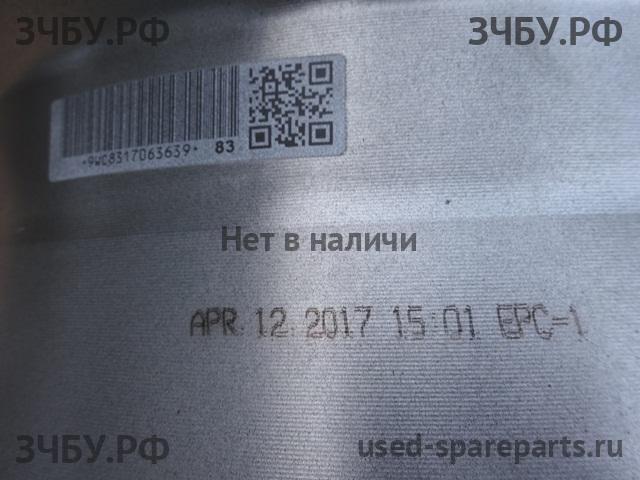 ЗЧБУ.РФ ЗЧБУ.РФ
*9WC8317D63639* 83
Нет в наличи
APR 12 2017 15:01 EPC-1
ЗЧБУ.РФ used-spareparts.ru